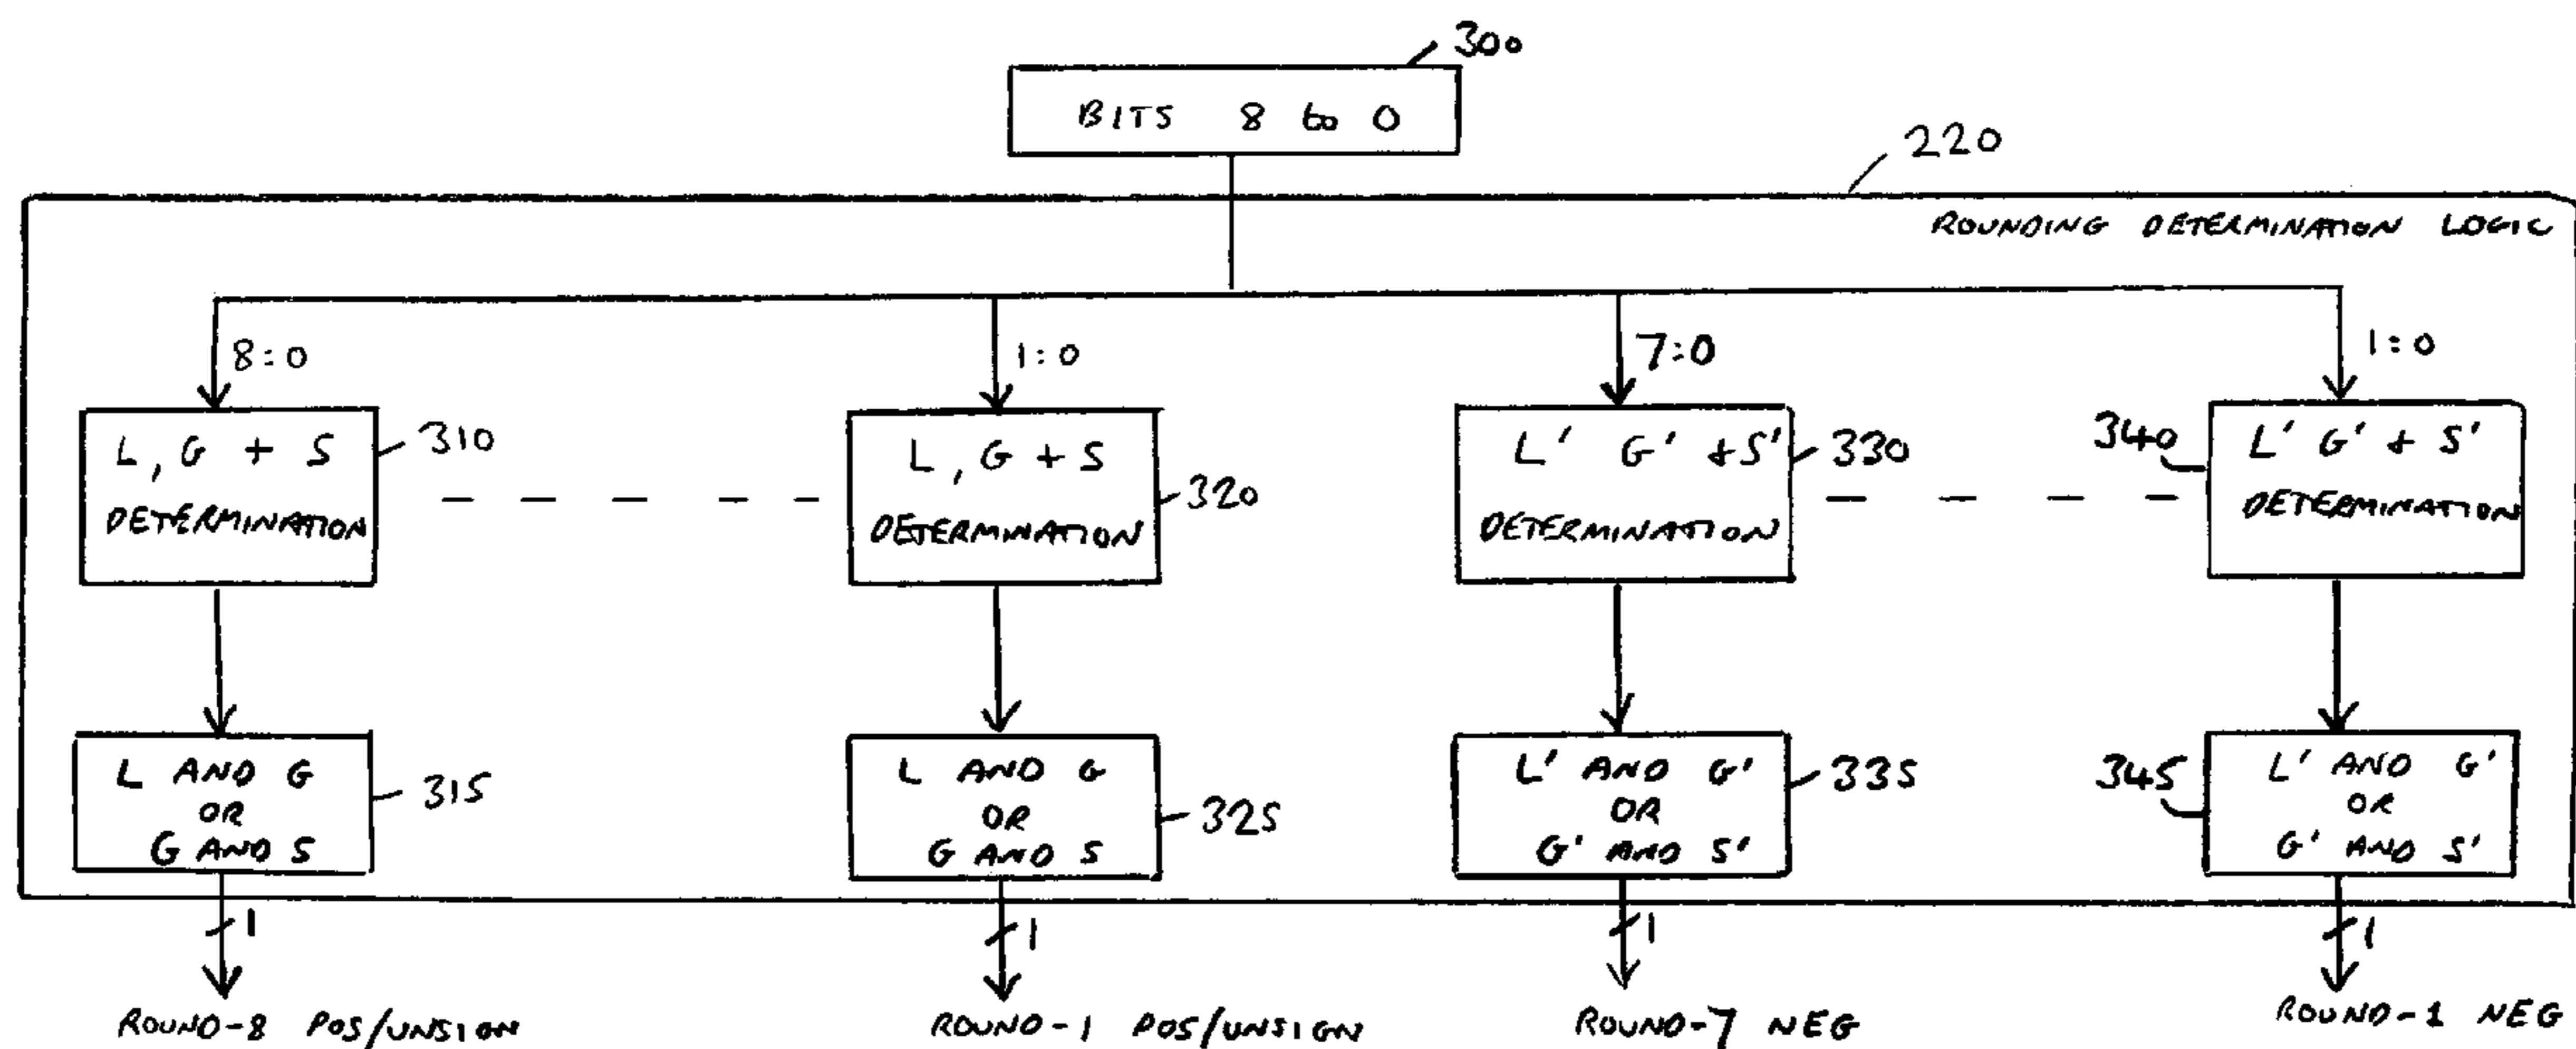 300
BITS 8 to 0
220
ROUNDING DETERMINATION LOGIC
8:0
1:0
7:0
1:0
L, G + S
DETERMINATION
310
L, G + S
DETERMINATION
320
L' G' + S'
DETERMINATION
330
340
L' G' + S'
DETERMINATION
L AND G
OR
G AND S
315
L AND G
OR
G AND S
325
L' AND G'
OR
G' AND S'
335
345
L' AND G'
OR
G' AND S'
1
1
1
1
ROUND-8 POS/UNSIGN
ROUND-1 POS/UNSIGN
ROUND-7 NEG
ROUND-1 NEG